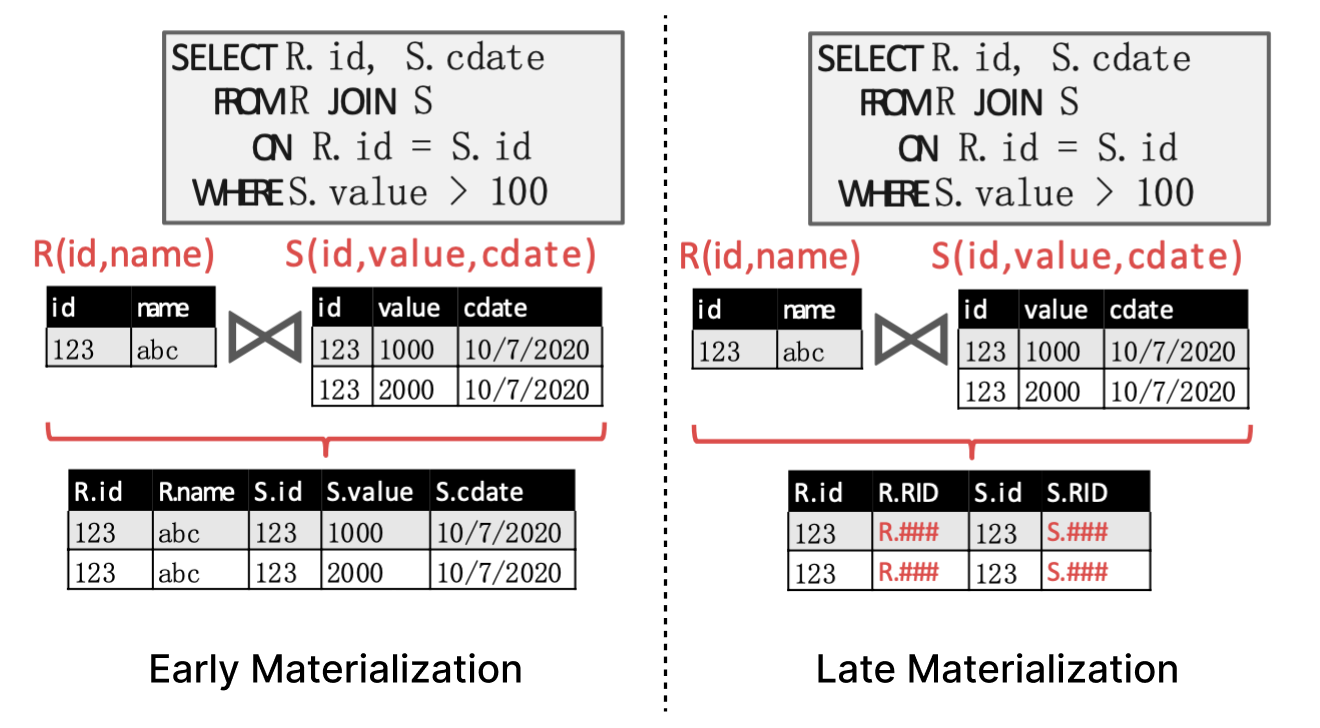 SELECT R.id, S.cdate
FROM R JOIN S
ON R.id = S.id
WHERE S.value > 100
R(id,name) S(id,value,cdate)
id name
123 abc
id value cdate
123 1000 10/7/2020
123 2000 10/7/2020
R.id R.name S.id S.value S.cdate
123 abc 123 1000 10/7/2020
123 abc 123 2000 10/7/2020
Early Materialization
SELECT R.id, S.cdate
FROM R JOIN S
ON R.id = S.id
WHERE S.value > 100
R(id,name) S(id,value,cdate)
id name
123 abc
id value cdate
123 1000 10/7/2020
123 2000 10/7/2020
R.id R.RID S.id S.RID
123 R.### 123 S.###
123 R.### 123 S.###
Late Materialization